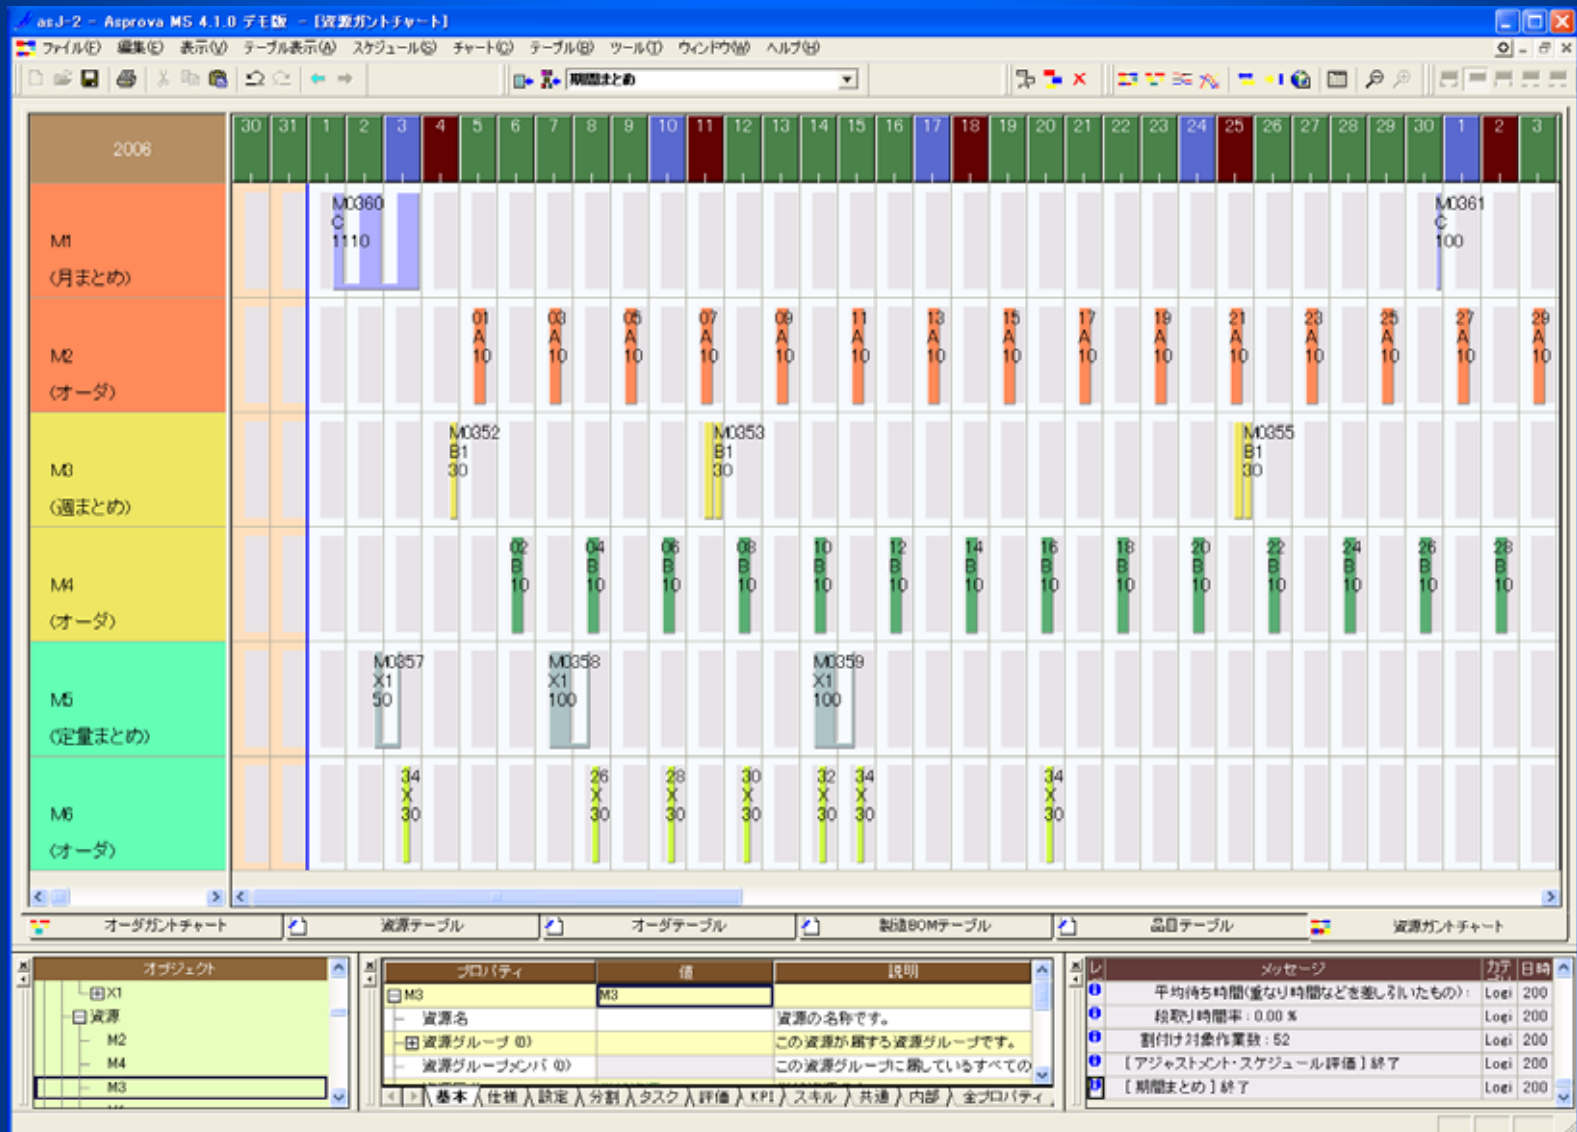 asJ-2 - Asprova MS 4.1.0 デモ版 - [資源ガントチャート]
ファイル(F) 編集(E) 表示(V) テーブル表示(A) スケジュール(S) チャート(C) テーブル(B) ツール(T) ウィンドウ(W) ヘルプ(H)
期間まとめ
2006
30 31 1 2 3 4 5 6 7 8 9 10 11 12 13 14 15 16 17 18 19 20 21 22 23 24 25 26 27 28 29 30 1 2 3
M1
(月まとめ)
M0360 M0361
C C
1110 100
M2
(オーダ)
01 03 05 07 09 11 13 15 17 19 21 23 25 27 29
A A A A A A A A A A A A A A A
10 10 10 10 10 10 10 10 10 10 10 10 10 10 10
M3
(週まとめ)
M0352 M0353 M0355
B1 B1 B1
30 30 30
M4
(オーダ)
02 04 06 08 10 12 14 16 18 20 22 24 26 28
B B B B B B B B B B B B B B
10 10 10 10 10 10 10 10 10 10 10 10 10 10
M5
(定量まとめ)
M0357 M0358 M0359
X1 X1 X1
50 100 100
M6
(オーダ)
34 26 28 30 32 34 34
X X X X X X X
30 30 30 30 30 30 30
オーダガントチャート 資源テーブル オーダテーブル 製造BOMテーブル 品目テーブル 資源ガントチャート
オブジェクト
X1
資源
M2
M4
M3
プロパティ 値 説明
M3 M3
資源名 資源の名称です。
資源グループ (0) この資源が属する資源グループです。
資源グループメンバ (0) この資源グループに属しているすべての
基本 仕様 設定 分割 タスク 評価 KPI スキル 共通 内部 全プロパティ
レ メッセージ カテ 日時
平均待ち時間(重なり時間などを差し引いたもの): Logi 200
段取り時間率 : 0.00 % Logi 200
割付け対象作業数 : 52 Logi 200
[アジャストメント・スケジュール評価] 終了 Logi 200
[期間まとめ] 終了 Logi 200